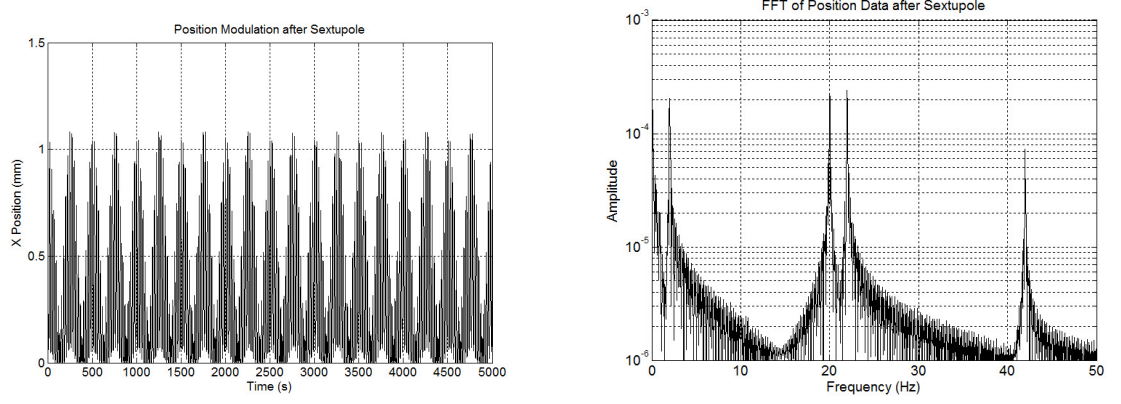 Position Modulation after Sextupole
1.5
1
0.5
0
X Position (mm)
0 500 1000 1500 2000 2500 3000 3500 4000 4500 5000
Time (s)
FFT of Position Data after Sextupole
10⁻³
10⁻⁴
10⁻⁵
10⁻⁶
Amplitude
0 10 20 30 40 50
Frequency (Hz)